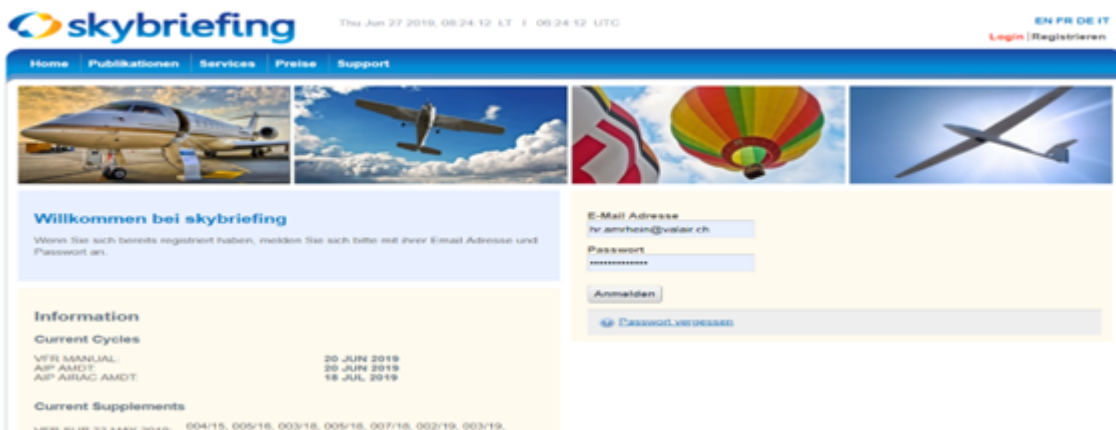 skybriefing
Thu Jun 27 2019, 08:24:12 LT | 06:24:12 UTC
EN FR DE IT
Login | Registrieren
Home Publikationen Services Preise Support
Willkommen bei skybriefing
Wenn Sie sich bereits registriert haben, melden Sie sich bitte mit ihrer Email Adresse und
Passwort an.
E-Mail Adresse
hr.amrhein@valair.ch
Passwort
Anmelden
Passwort vergessen
Information
Current Cycles
VFR MANUAL: 20 JUN 2019
AIP AMDT: 20 JUN 2019
AIP AIRAC AMDT: 18 JUL 2019
Current Supplements
004/15, 005/16, 003/18, 005/18, 007/18, 002/19, 003/19,